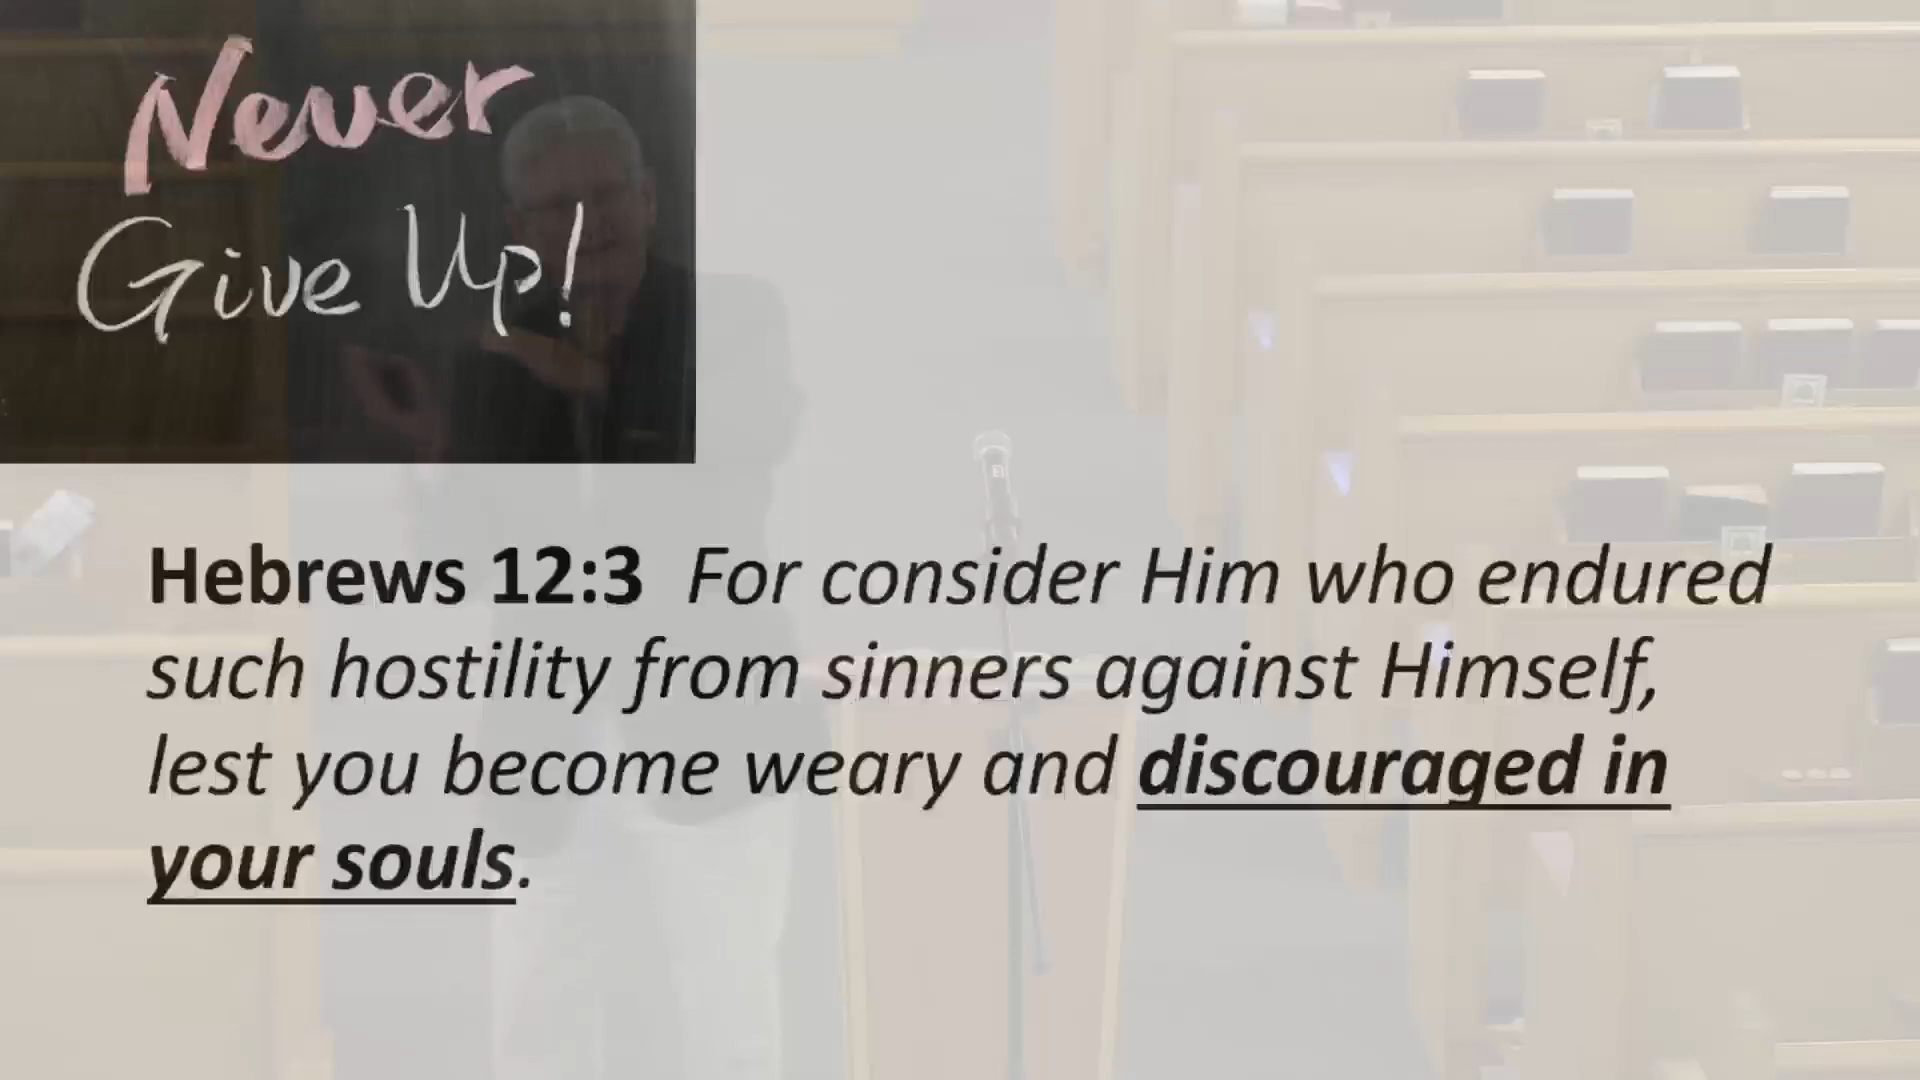 Never
Give Up!
Hebrews 12:3 For consider Him who endured
such hostility from sinners against Himself,
lest you become weary and discouraged in
your souls.